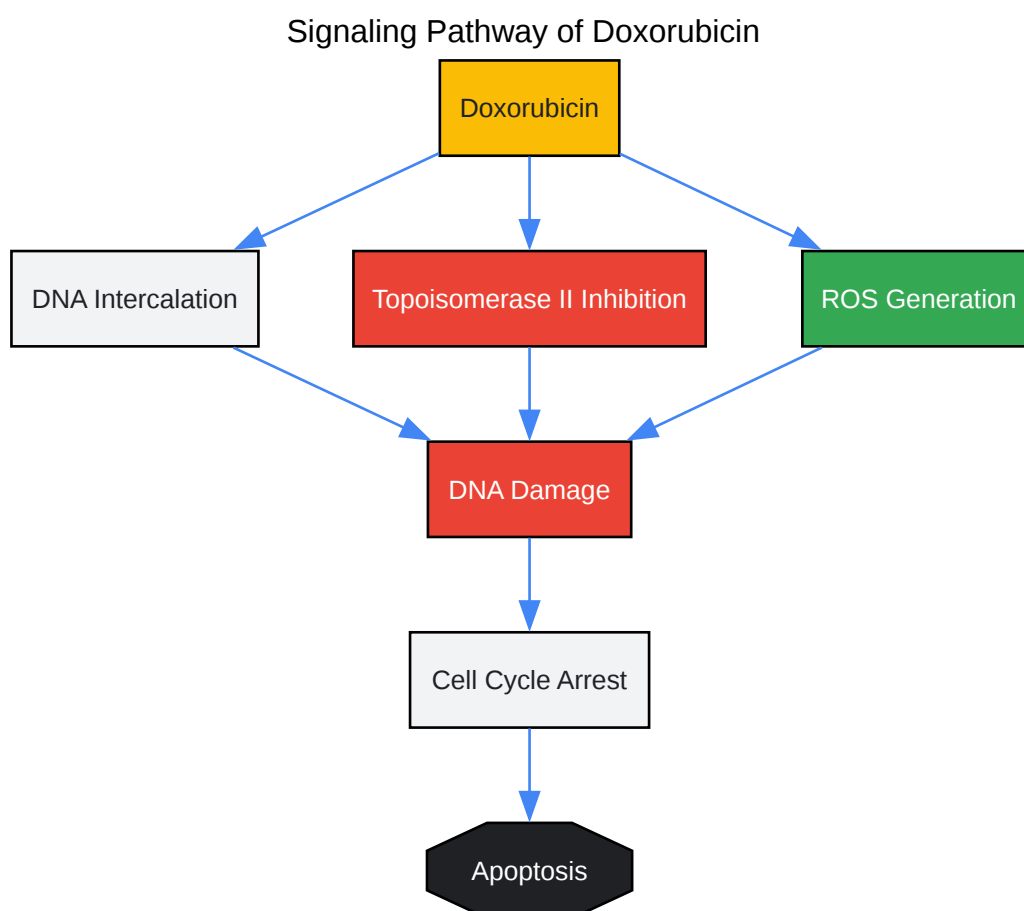 Signaling Pathway of Doxorubicin
Doxorubicin
DNA Intercalation
Topoisomerase II Inhibition
ROS Generation
DNA Damage
Cell Cycle Arrest
Apoptosis